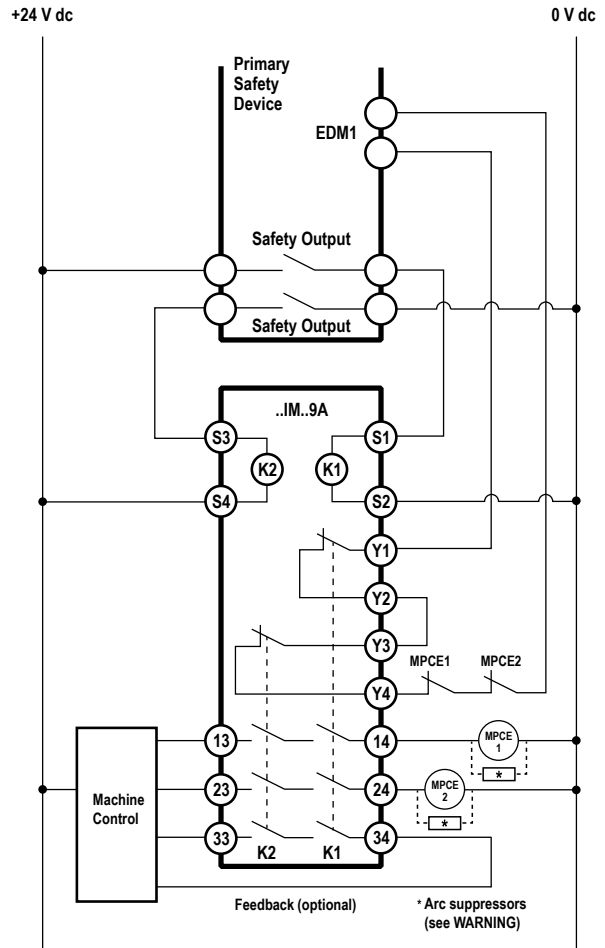 +24 V dc
0 V dc
Primary
Safety
Device
EDM1
Safety Output
Safety Output
..IM..9A
S3
S1
K2
K1
S4
S2
Y1
Y2
Y3
MPCE1
MPCE2
Y4
13
14
MPCE
1
*
23
24
MPCE
2
*
Machine
Control
33
34
K2
K1
Feedback (optional)
* Arc suppressors
(see WARNING)